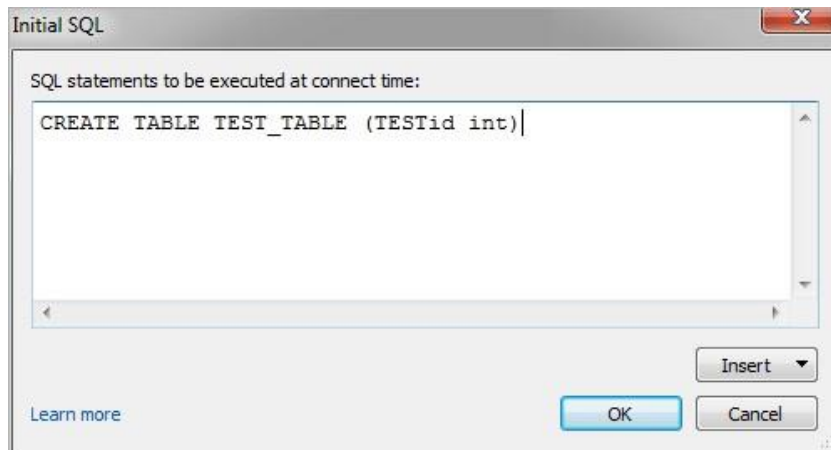 Initial SQL
SQL statements to be executed at connect time:
CREATE TABLE TEST_TABLE (TESTid int)
Insert
Learn more
OK
Cancel